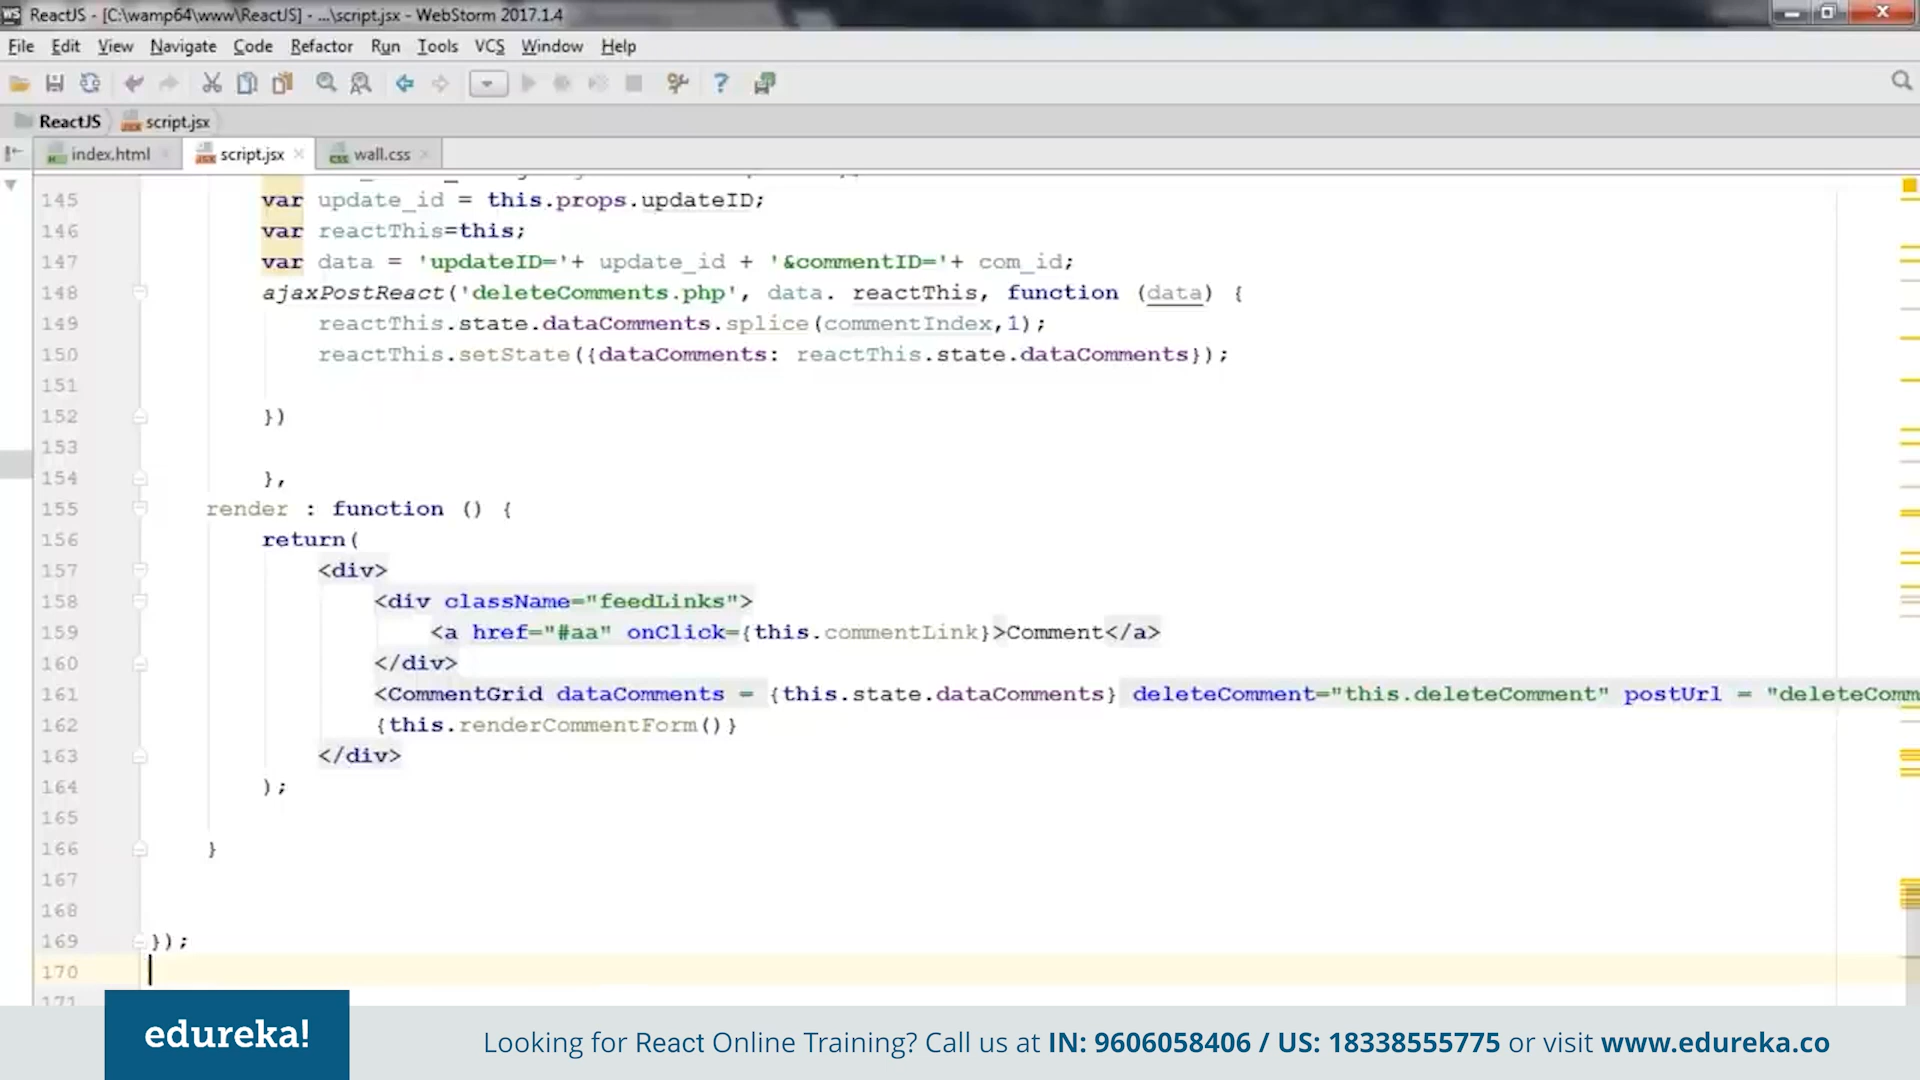 ReactJS - [C:\wamp64\www\ReactJS] - ...\script.jsx - WebStorm 2017.1.4
File Edit View Navigate Code Refactor Run Tools VCS Window Help
ReactJS script.jsx
index.html script.jsx wall.css
145 var update_id = this.props.updateID;
146 var reactThis=this;
147 var data = 'updateID='+ update_id + '&commentID='+ com_id;
148 ajaxPostReact('deleteComments.php', data. reactThis, function (data) {
149 reactThis.state.dataComments.splice(commentIndex,1);
150 reactThis.setState({dataComments: reactThis.state.dataComments});
151
152 })
153
154 },
155 render : function () {
156 return(
157 <div>
158 <div className="feedLinks">
159 <a href="#aa" onClick={this.commentLink}>Comment</a>
160 </div>
161 <CommentGrid dataComments = {this.state.dataComments} deleteComment="this.deleteComment" postUrl = "deleteComm
162 {this.renderCommentForm()}
163 </div>
164 );
165
166 }
167
168
169 });
170
171
edureka!
Looking for React Online Training? Call us at IN: 9606058406 / US: 18338555775 or visit www.edureka.co